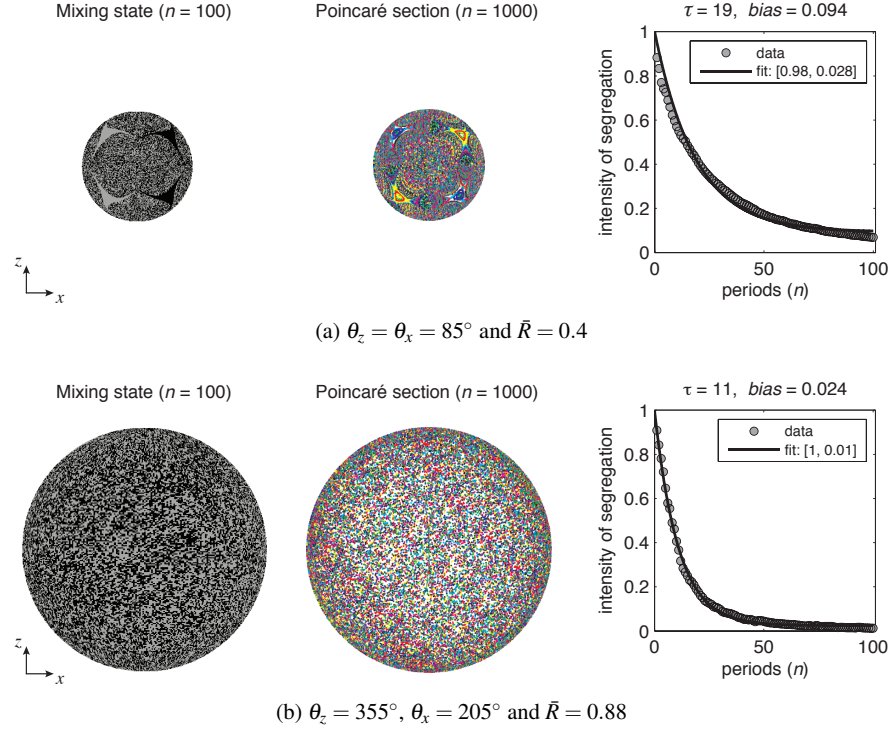 Mixing state (n = 100)
Poincaré section (n = 1000)
τ = 19, bias = 0.094
intensity of segregation
1
0.8
0.6
0.4
0.2
0
data
fit: [0.98, 0.028]
0
50
100
periods (n)
z
x
(a) θz = θx = 85° and R̄ = 0.4
Mixing state (n = 100)
Poincaré section (n = 1000)
τ = 11, bias = 0.024
intensity of segregation
1
0.8
0.6
0.4
0.2
0
data
fit: [1, 0.01]
0
50
100
periods (n)
z
x
(b) θz = 355°, θx = 205° and R̄ = 0.88